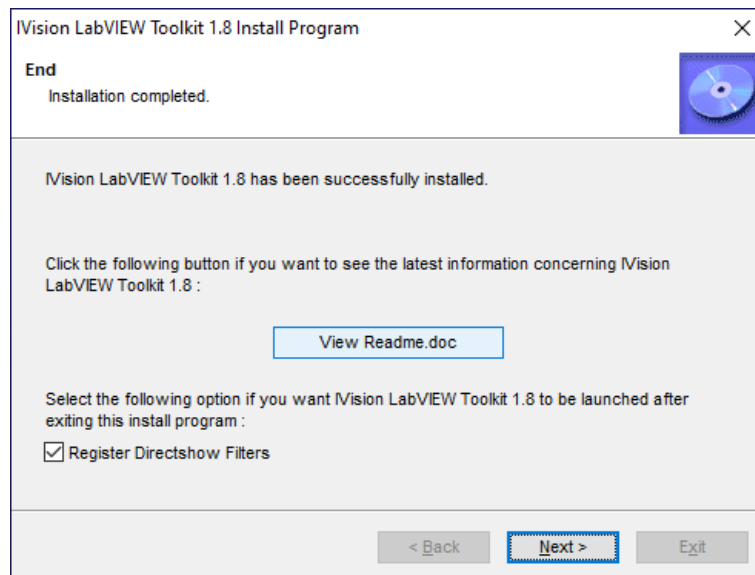 IVision LabVIEW Toolkit 1.8 Install Program
End
Installation completed.
IVision LabVIEW Toolkit 1.8 has been successfully installed.
Click the following button if you want to see the latest information concerning IVision
LabVIEW Toolkit 1.8 :
View Readme.doc
Select the following option if you want IVision LabVIEW Toolkit 1.8 to be launched after
exiting this install program :
Register Directshow Filters
< Back
Next >
Exit